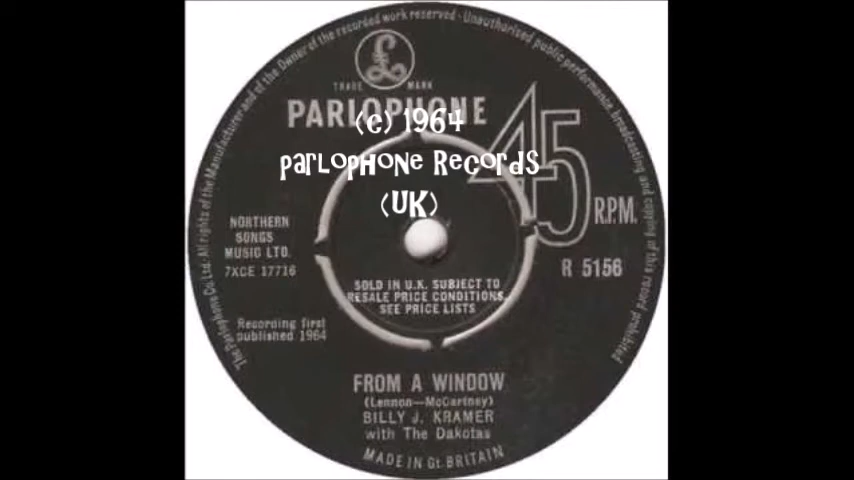 The Parlophone Co. Ltd. All rights of the Manufacturer and of the Owner of the recorded work reserved · Unauthorised public performance, broadcasting and copying of this record prohibited
£
TRADE MARK
PARLOPHONE
45
R.P.M.
(c) 1964
Parlophone Records
(UK)
NORTHERN
SONGS
MUSIC LTD.
7XCE 17716
R 5156
SOLD IN U.K. SUBJECT TO
RESALE PRICE CONDITIONS.
SEE PRICE LISTS
Recording first
published 1964
FROM A WINDOW
(Lennon—McCartney)
BILLY J. KRAMER
with The Dakotas
MADE IN Gt. BRITAIN